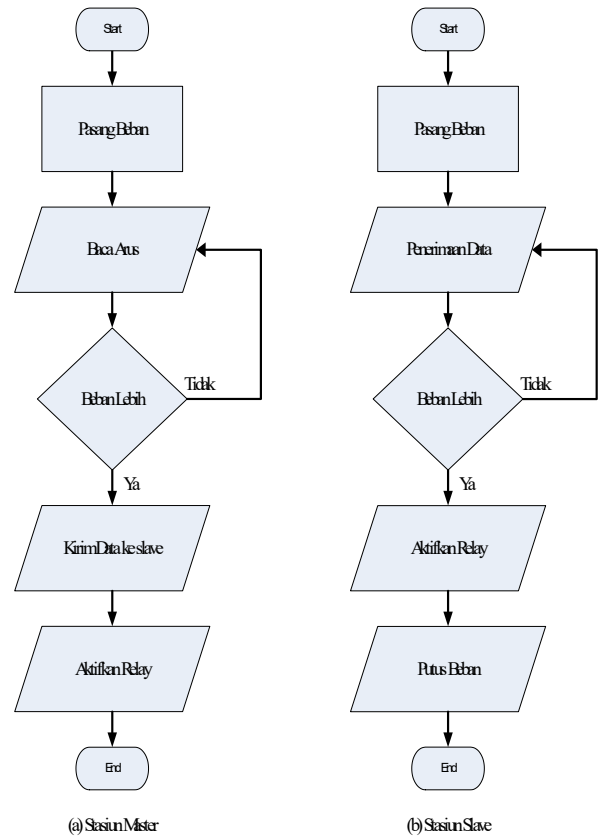 Start
Pasang Beban
Baca Arus
Beban Lebih
Tidak
Ya
Kirim Data ke slave
Aktifkan Relay
End
(a) Stasiun Master
Start
Pasang Beban
Penerimaan Data
Beban Lebih
Tidak
Ya
Aktifkan Relay
Putus Beban
End
(b) Stasiun Slave